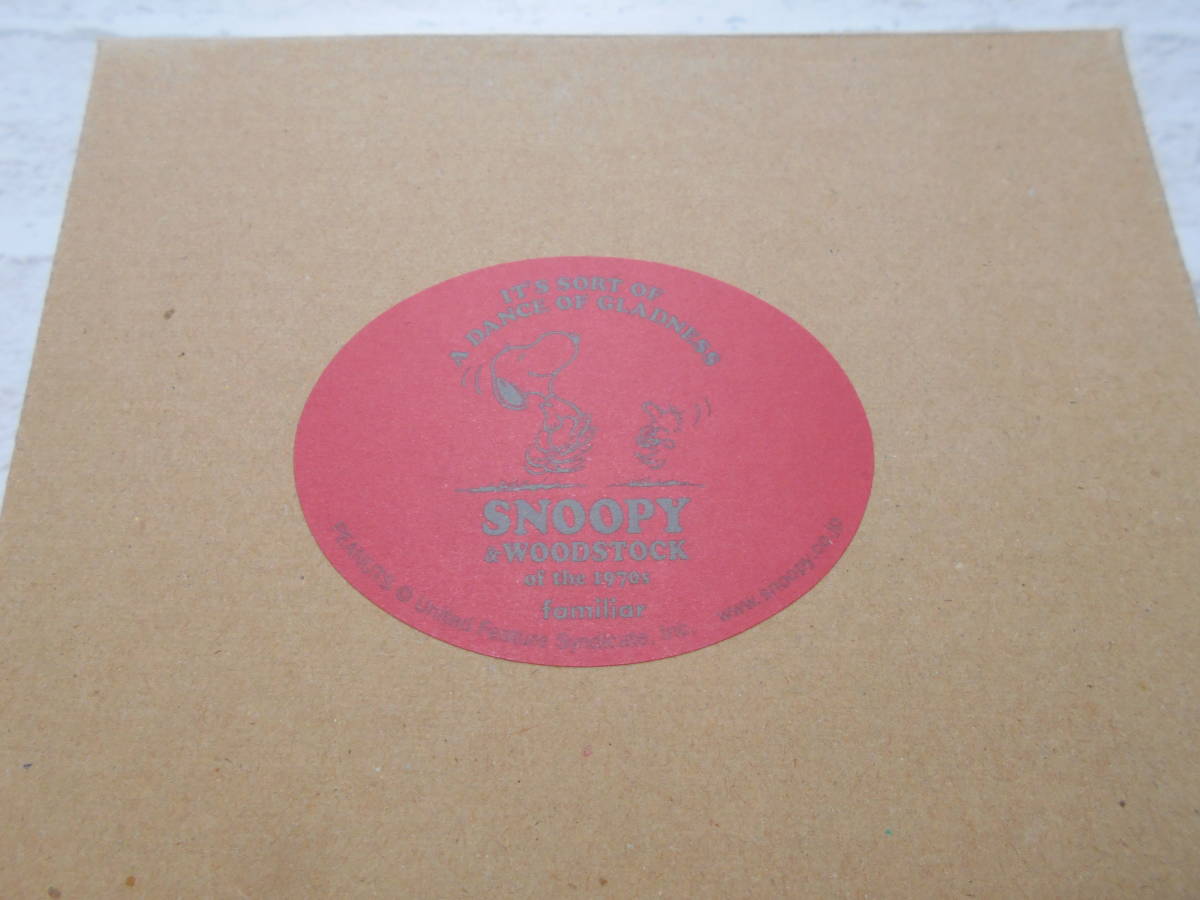 IT'S SORT OF
A DANCE OF GLADNESS
SNOOPY
& WOODSTOCK
of the 1970s
familiar
PEANUTS © United Feature Syndicate, Inc. www.snoopy.co.jp